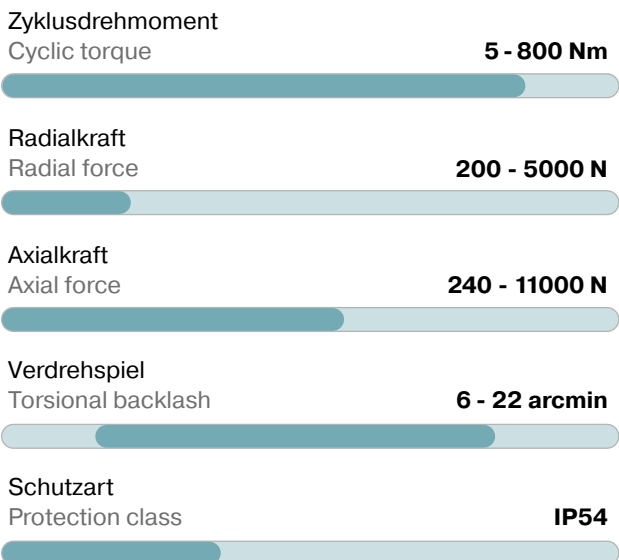 Zyklusdrehmoment
Cyclic torque 5 - 800 Nm
Radialkraft
Radial force 200 - 5000 N
Axialkraft
Axial force 240 - 11000 N
Verdrehspiel
Torsional backlash 6 - 22 arcmin
Schutzart
Protection class IP54